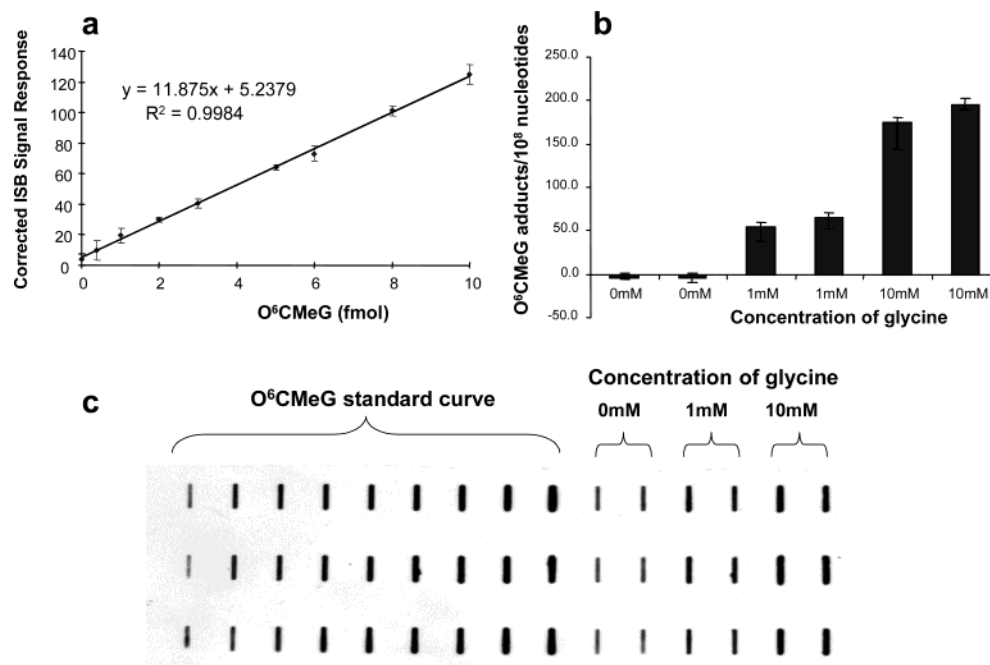 a
Corrected ISB Signal Response
140
120
100
80
60
40
20
0
y = 11.875x + 5.2379
R² = 0.9984
0 2 4 6 8 10
O⁶CMeG (fmol)
b
O⁶CMeG adducts/10⁸ nucleotides
250.0
200.0
150.0
100.0
50.0
0.0
-50.0
0mM 0mM 1mM 1mM 10mM 10mM
Concentration of glycine
c
O⁶CMeG standard curve
Concentration of glycine
0mM 1mM 10mM